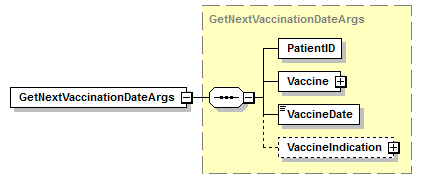 GetNextVaccinationDateArgs
PatientID
Vaccine
GetNextVaccinationDateArgs
VaccineDate
VaccineIndication